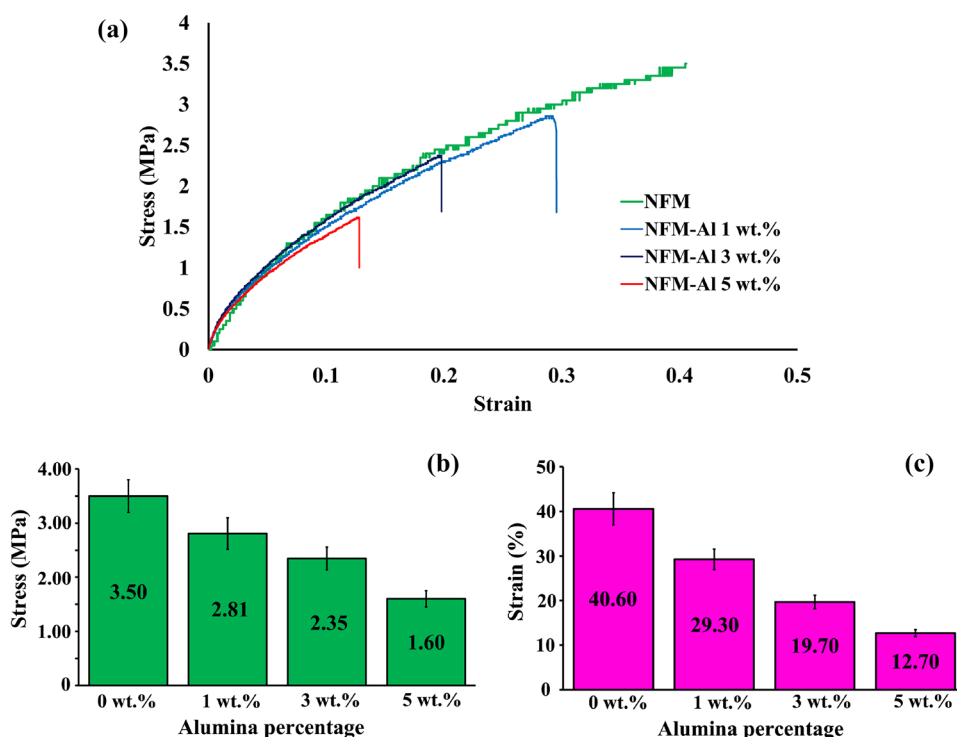 (a)
4
3.5
3
2.5
2
1.5
1
0.5
0
Stress (MPa)
0 0.1 0.2 0.3 0.4 0.5
Strain
NFM
NFM-Al 1 wt.%
NFM-Al 3 wt.%
NFM-Al 5 wt.%
(b)
4.00
3.00
2.00
1.00
0.00
Stress (MPa)
3.50
2.81
2.35
1.60
0 wt.% 1 wt.% 3 wt.% 5 wt.%
Alumina percentage
(c)
50
40
30
20
10
0
Strain (%)
40.60
29.30
19.70
12.70
0 wt.% 1 wt.% 3 wt.% 5 wt.%
Alumina percentage